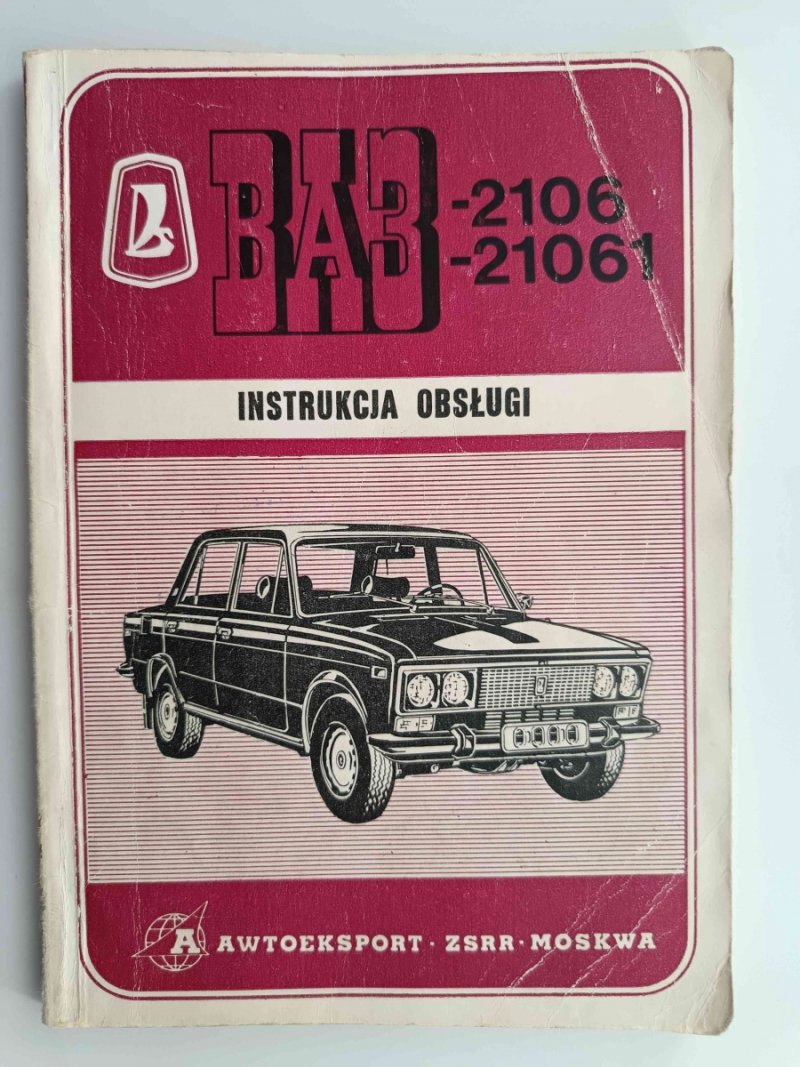 ВАЗ-2106
-21061
INSTRUKCJA OBSŁUGI
A AWTOEKSPORT · ZSRR · MOSKWA